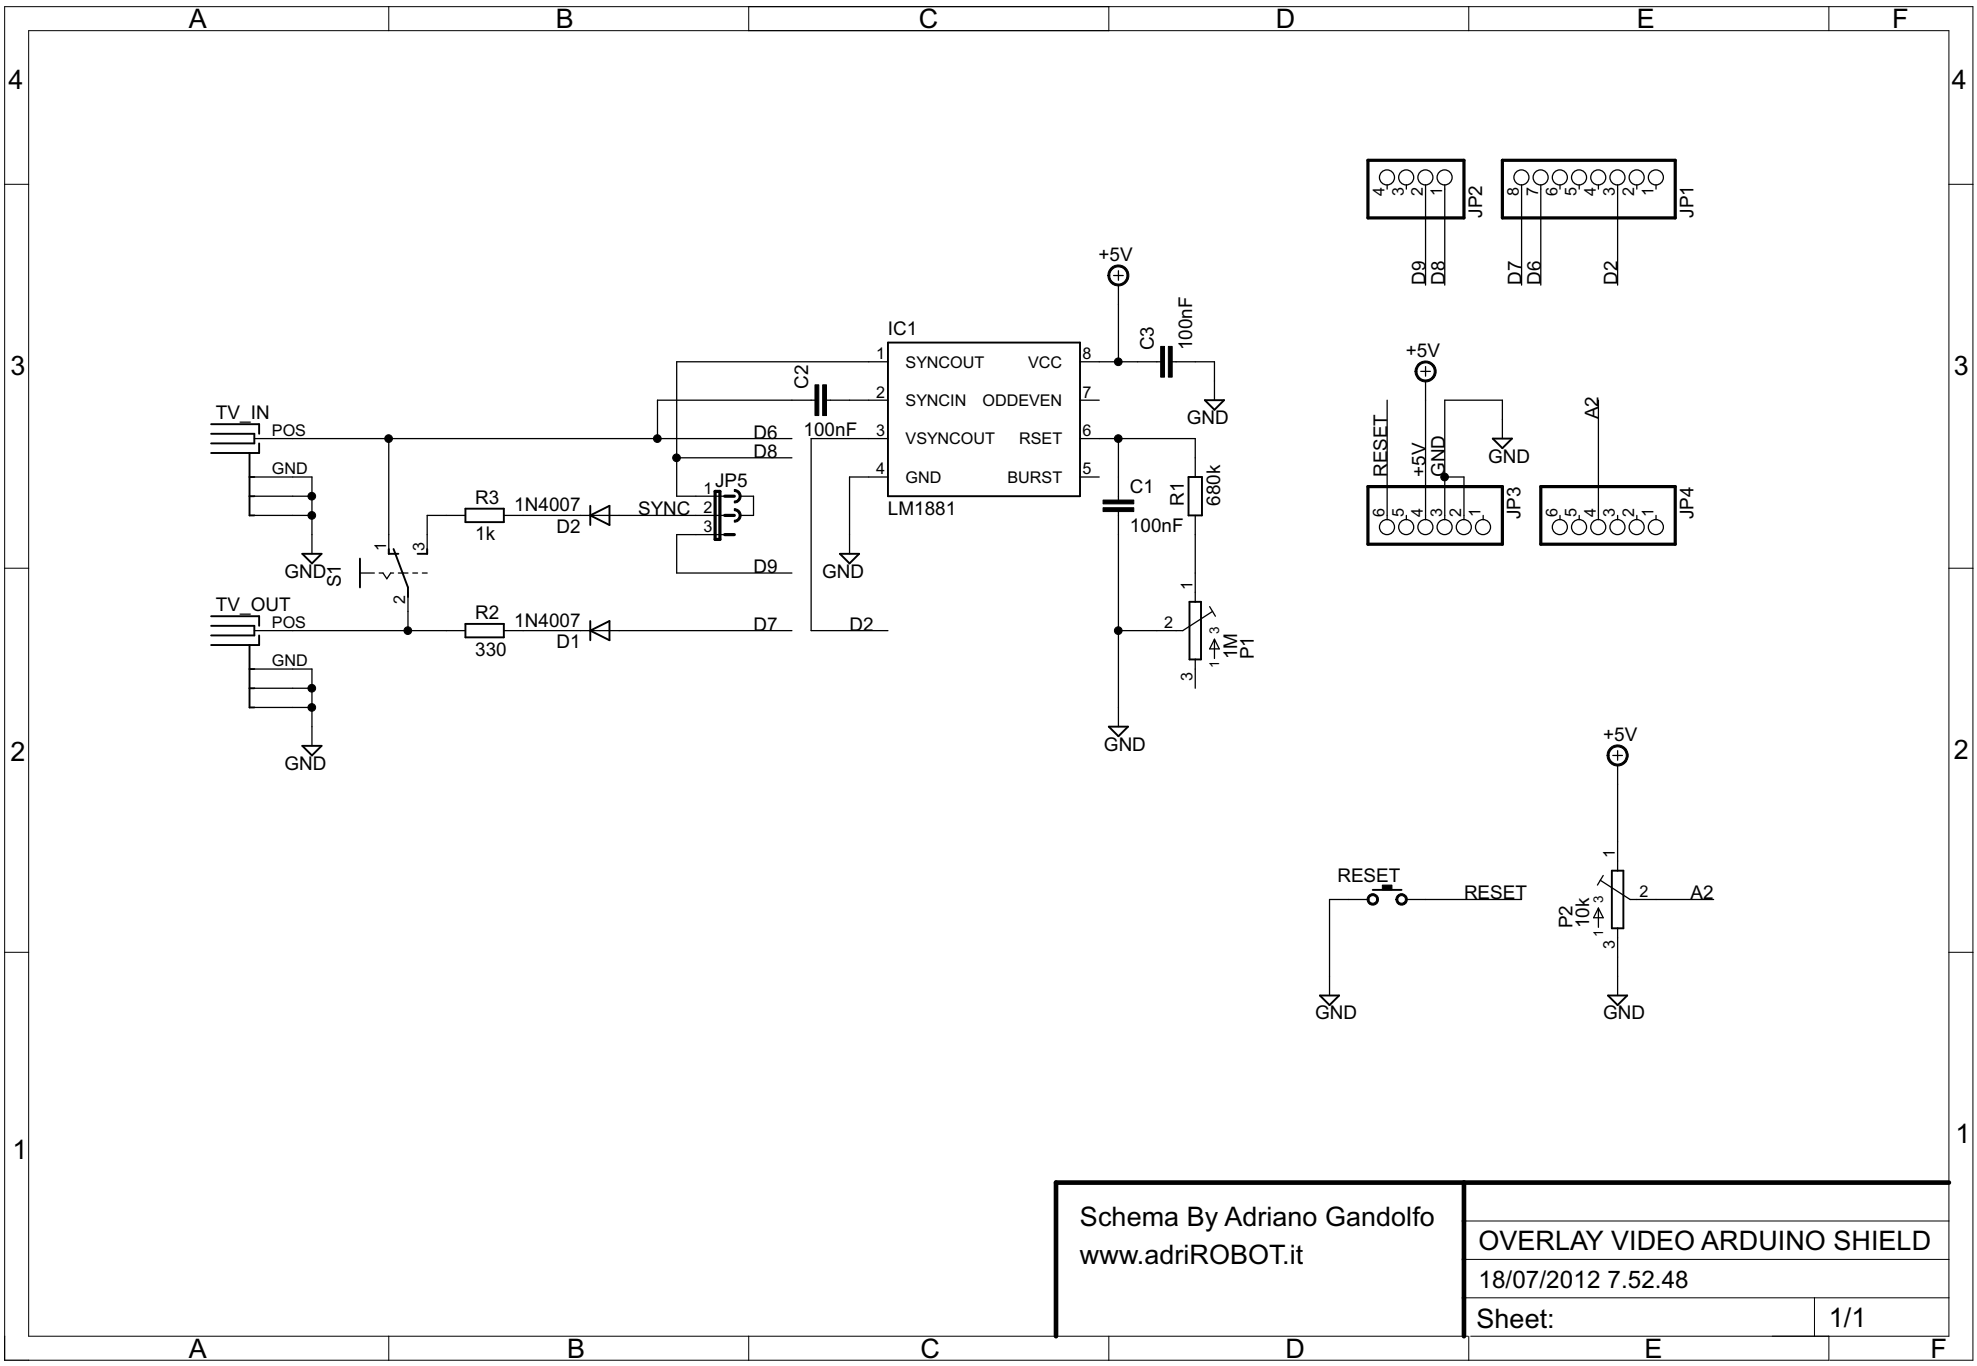 A B C D E F
4 4
4 3 2 1 JP2
8 7 6 5 4 3 2 1 JP1
D9 D8
D7 D6 D2
+5V
C3 100nF
GND
IC1
1 SYNCOUT VCC 8
2 SYNCIN ODDEVEN 7
3 VSYNCOUT RSET 6
4 GND BURST 5
LM1881
C2
100nF
3 3
TV_IN
POS
GND
GND
D6
D8
JP5
1
2
3
SYNC
R3
1k
1N4007
D2
D9
GND
S1
1 3
2
TV_OUT
POS
GND
GND
R2
330
1N4007
D1
D7
D2
C1
100nF
R1
680k
1
2
3
1 3
1M
P1
GND
+5V
RESET
+5V
GND
GND
6 5 4 3 2 1 JP3
A2
6 5 4 3 2 1 JP4
2 2
RESET
RESET
GND
+5V
1
2
A2
P2
10k
1 3
3
GND
1 1
Schema By Adriano Gandolfo
www.adriROBOT.it
OVERLAY VIDEO ARDUINO SHIELD
18/07/2012 7.52.48
Sheet: 1/1
A B C D E F